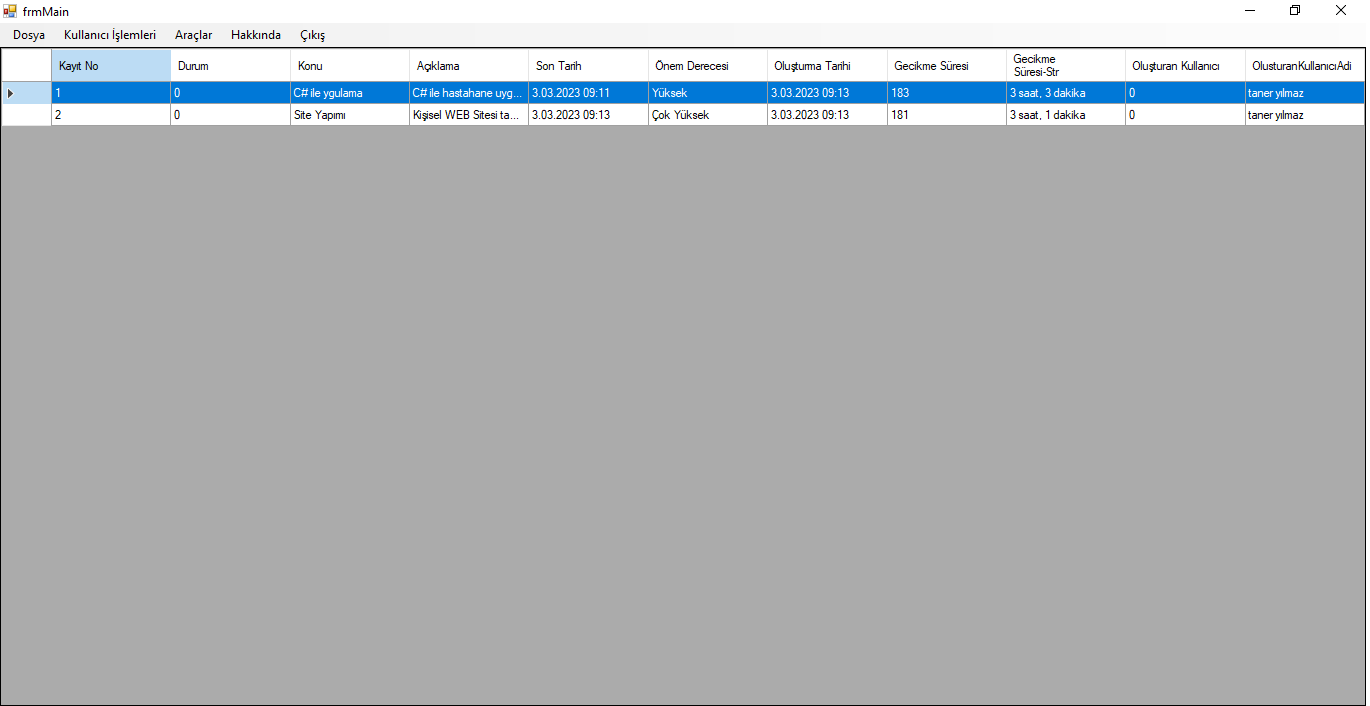 frmMain
Dosya Kullanıcı İşlemleri Araçlar Hakkında Çıkış
Kayıt No Durum Konu Açıklama Son Tarih Önem Derecesi Oluşturma Tarihi Gecikme Süresi Gecikme Süresi-Str Oluşturan Kullanıcı OlusturanKullanıcıAdi
1 0 C# ile ygulama C# ile hastahane uyg... 3.03.2023 09:11 Yüksek 3.03.2023 09:13 183 3 saat, 3 dakika 0 taner yılmaz
2 0 Site Yapımı Kişisel WEB Sitesi ta... 3.03.2023 09:13 Çok Yüksek 3.03.2023 09:13 181 3 saat, 1 dakika 0 taner yılmaz